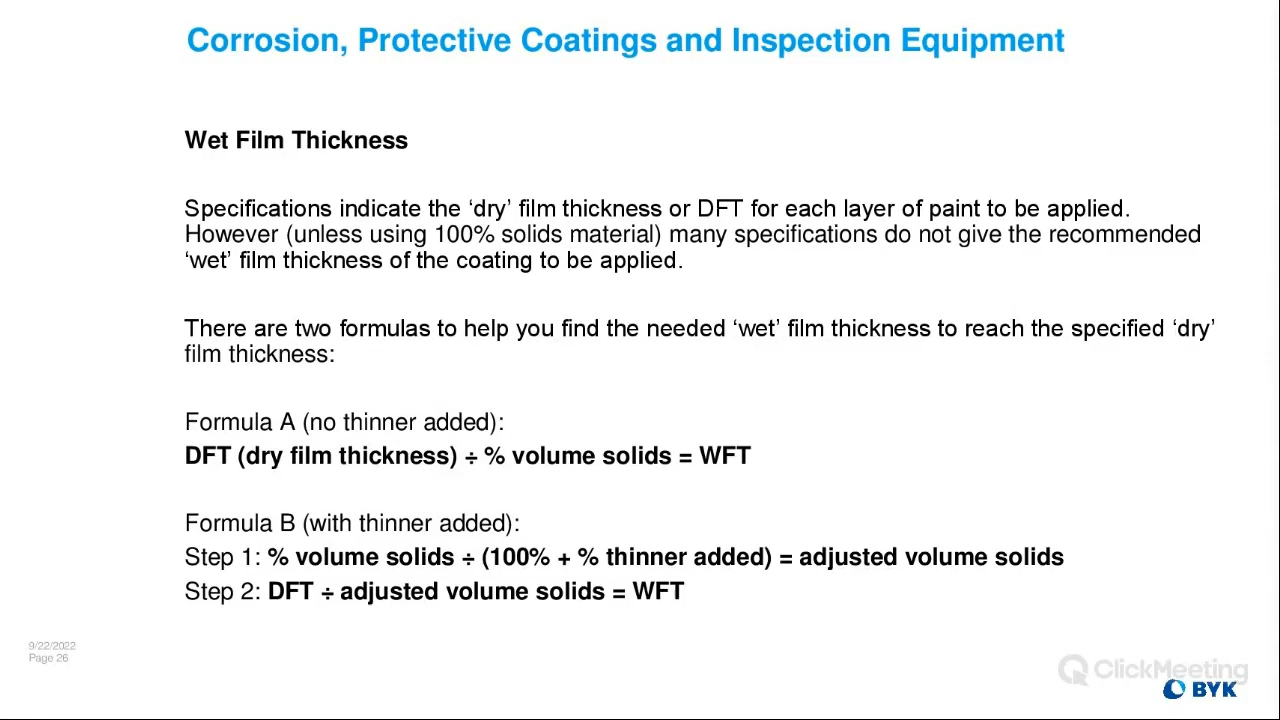 Corrosion, Protective Coatings and Inspection Equipment
Wet Film Thickness
Specifications indicate the ‘dry’ film thickness or DFT for each layer of paint to be applied.
However (unless using 100% solids material) many specifications do not give the recommended
‘wet’ film thickness of the coating to be applied.
There are two formulas to help you find the needed ‘wet’ film thickness to reach the specified ‘dry’
film thickness:
Formula A (no thinner added):
DFT (dry film thickness) ÷ % volume solids = WFT
Formula B (with thinner added):
Step 1: % volume solids ÷ (100% + % thinner added) = adjusted volume solids
Step 2: DFT ÷ adjusted volume solids = WFT
9/22/2022
Page 26
ClickMeeting
BYK